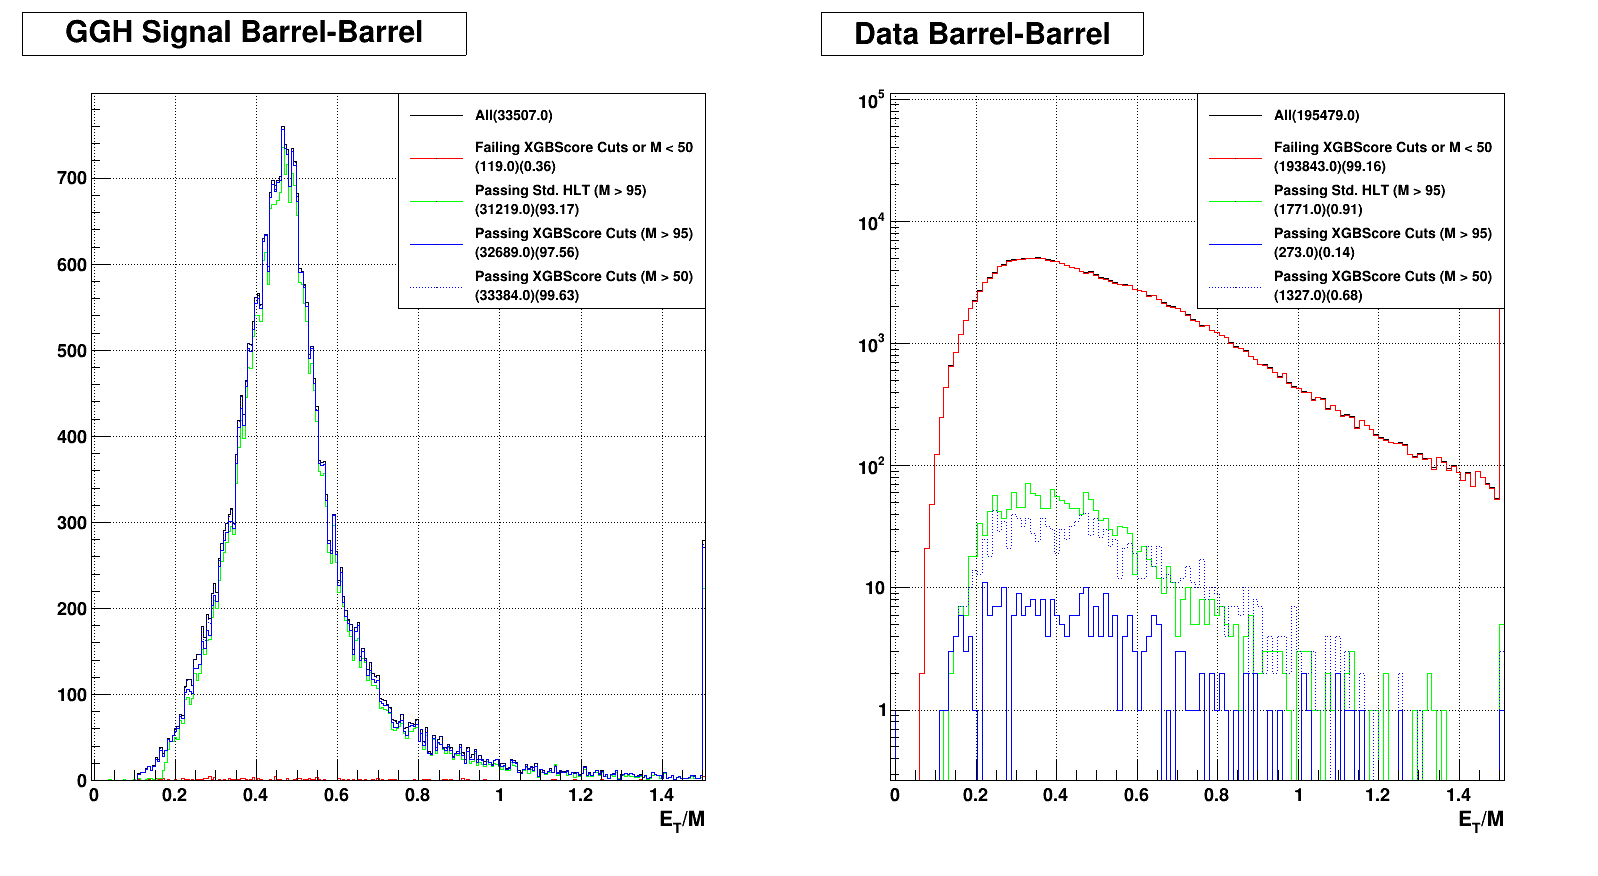 GGH Signal Barrel-Barrel
All(33507.0)
Failing XGBScore Cuts or M < 50
(119.0)(0.36)
Passing Std. HLT (M > 95)
(31219.0)(93.17)
Passing XGBScore Cuts (M > 95)
(32689.0)(97.56)
Passing XGBScore Cuts (M > 50)
(33384.0)(99.63)
700
600
500
400
300
200
100
0
0 0.2 0.4 0.6 0.8 1 1.2 1.4
E_T/M
Data Barrel-Barrel
All(195479.0)
Failing XGBScore Cuts or M < 50
(193843.0)(99.16)
Passing Std. HLT (M > 95)
(1771.0)(0.91)
Passing XGBScore Cuts (M > 95)
(273.0)(0.14)
Passing XGBScore Cuts (M > 50)
(1327.0)(0.68)
10^5
10^4
10^3
10^2
10
1
0 0.2 0.4 0.6 0.8 1 1.2 1.4
E_T/M